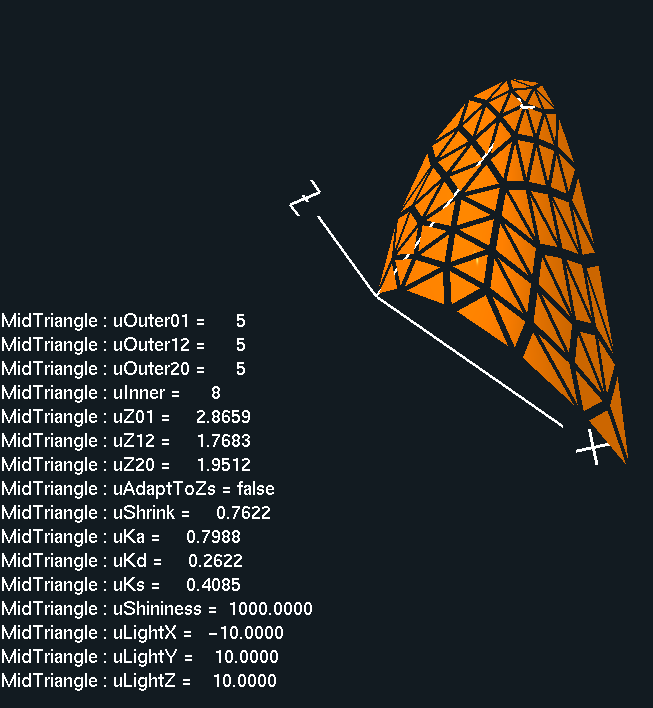 Z
MidTriangle : uOuter01 = 5
MidTriangle : uOuter12 = 5
MidTriangle : uOuter20 = 5
MidTriangle : uInner = 8
MidTriangle : uZ01 = 2.8659
MidTriangle : uZ12 = 1.7683
MidTriangle : uZ20 = 1.9512
X
MidTriangle : uAdaptToZs = false
MidTriangle : uShrink = 0.7622
MidTriangle : uKa = 0.7988
MidTriangle : uKd = 0.2622
MidTriangle : uKs = 0.4085
MidTriangle : uShininess = 1000.0000
MidTriangle : uLightX = -10.0000
MidTriangle : uLightY = 10.0000
MidTriangle : uLightZ = 10.0000